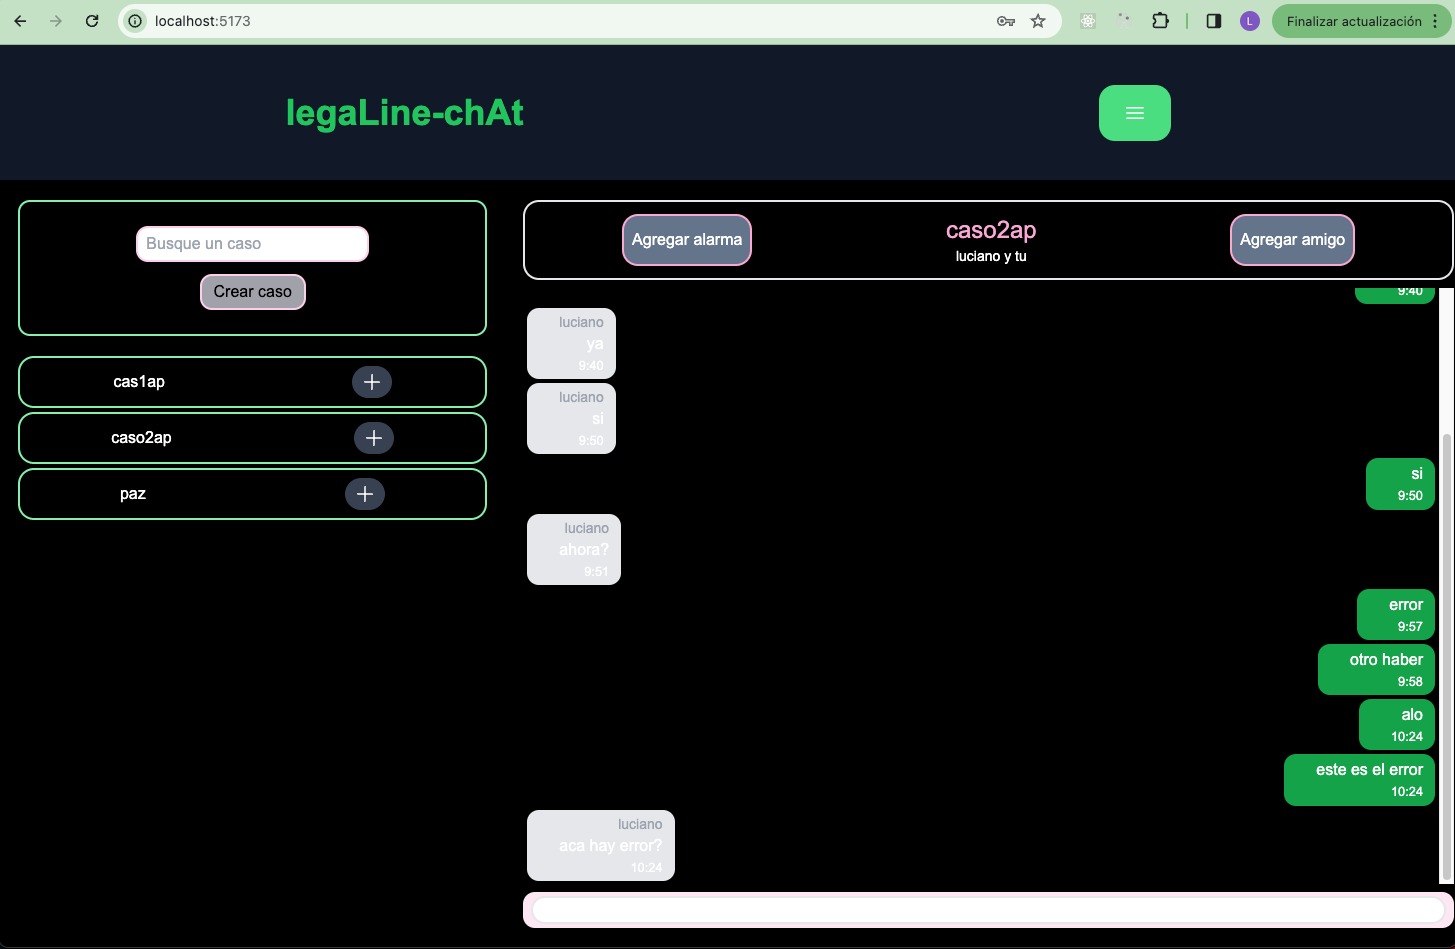 localhost:5173
L
Finalizar actualización
legaLine-chAt
Busque un caso
Crear caso
cas1ap
caso2ap
paz
Agregar alarma
caso2ap
luciano y tu
Agregar amigo
9:40
luciano
ya
9:40
luciano
si
9:50
si
9:50
luciano
ahora?
9:51
error
9:57
otro haber
9:58
alo
10:24
este es el error
10:24
luciano
aca hay error?
10:24